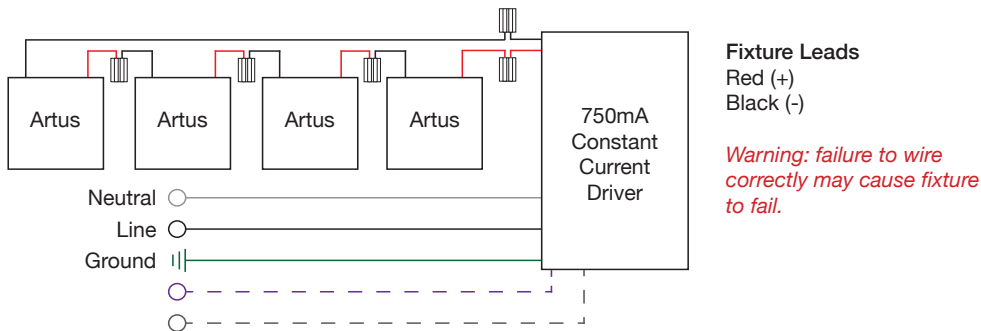 Artus
Artus
Artus
Artus
750mA
Constant
Current
Driver
Fixture Leads
Red (+)
Black (-)
Warning: failure to wire
correctly may cause fixture
to fail.
Neutral
Line
Ground